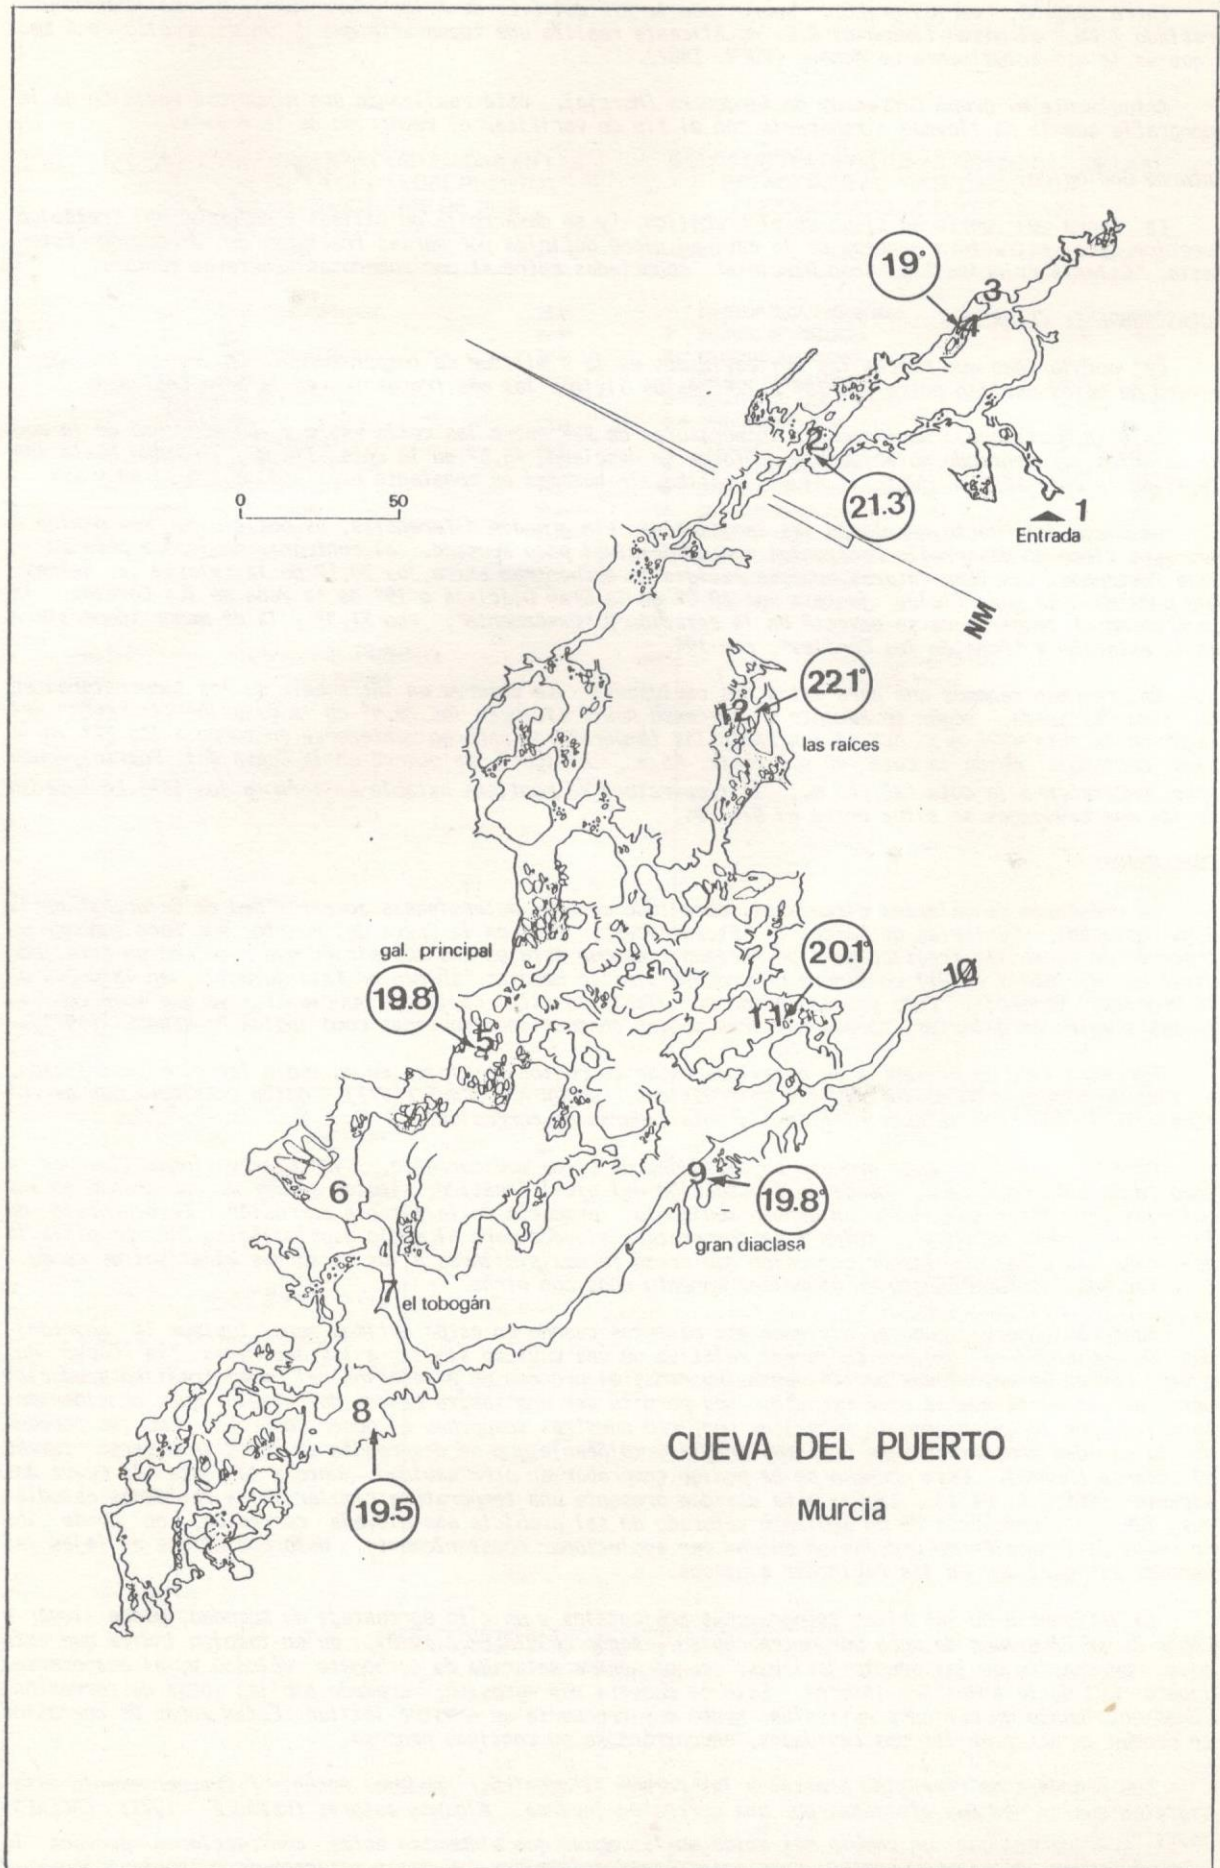 19°
3
4
2
21.3°
1
Entrada
0 50
NM
12
22.1°
las raíces
gal. principal
19.8°
5
20.1°
11
10
6
9
19.8°
gran diaclasa
7
el tobogán
8
19.5
CUEVA DEL PUERTO
Murcia